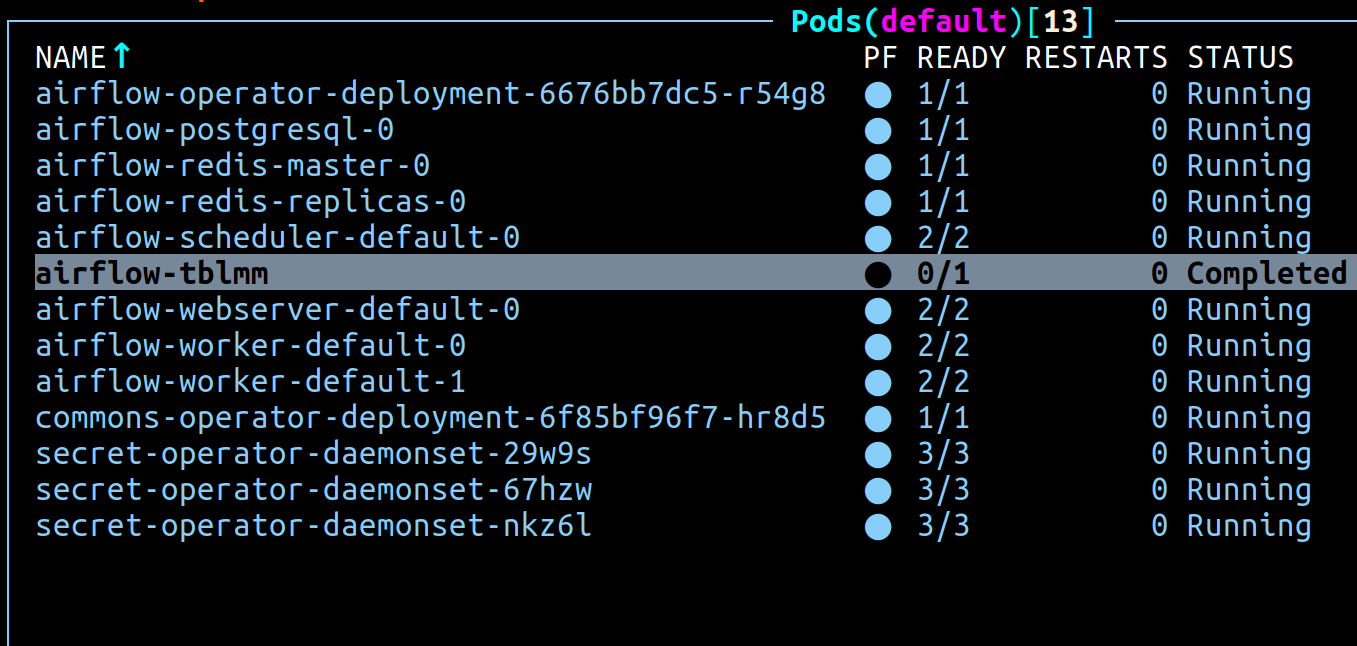 Pods(default)[13]
NAME↑ PF READY RESTARTS STATUS
airflow-operator-deployment-6676bb7dc5-r54g8 ● 1/1 0 Running
airflow-postgresql-0 ● 1/1 0 Running
airflow-redis-master-0 ● 1/1 0 Running
airflow-redis-replicas-0 ● 1/1 0 Running
airflow-scheduler-default-0 ● 2/2 0 Running
airflow-tblmm ● 0/1 0 Completed
airflow-webserver-default-0 ● 2/2 0 Running
airflow-worker-default-0 ● 2/2 0 Running
airflow-worker-default-1 ● 2/2 0 Running
commons-operator-deployment-6f85bf96f7-hr8d5 ● 1/1 0 Running
secret-operator-daemonset-29w9s ● 3/3 0 Running
secret-operator-daemonset-67hzw ● 3/3 0 Running
secret-operator-daemonset-nkz6l ● 3/3 0 Running